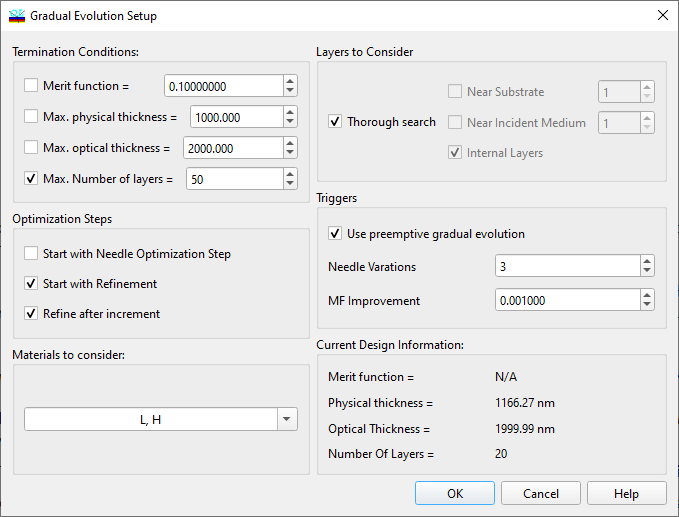 Gradual Evolution Setup
Termination Conditions:
Merit function = 0.10000000
Max. physical thickness = 1000.000
Max. optical thickness = 2000.000
Max. Number of layers = 50
Optimization Steps
Start with Needle Optimization Step
Start with Refinement
Refine after increment
Materials to consider:
L, H
Layers to Consider
Thorough search
Near Substrate 1
Near Incident Medium 1
Internal Layers
Triggers
Use preemptive gradual evolution
Needle Varations 3
MF Improvement 0.001000
Current Design Information:
Merit function = N/A
Physical thickness = 1166.27 nm
Optical Thickness = 1999.99 nm
Number Of Layers = 20
OK Cancel Help